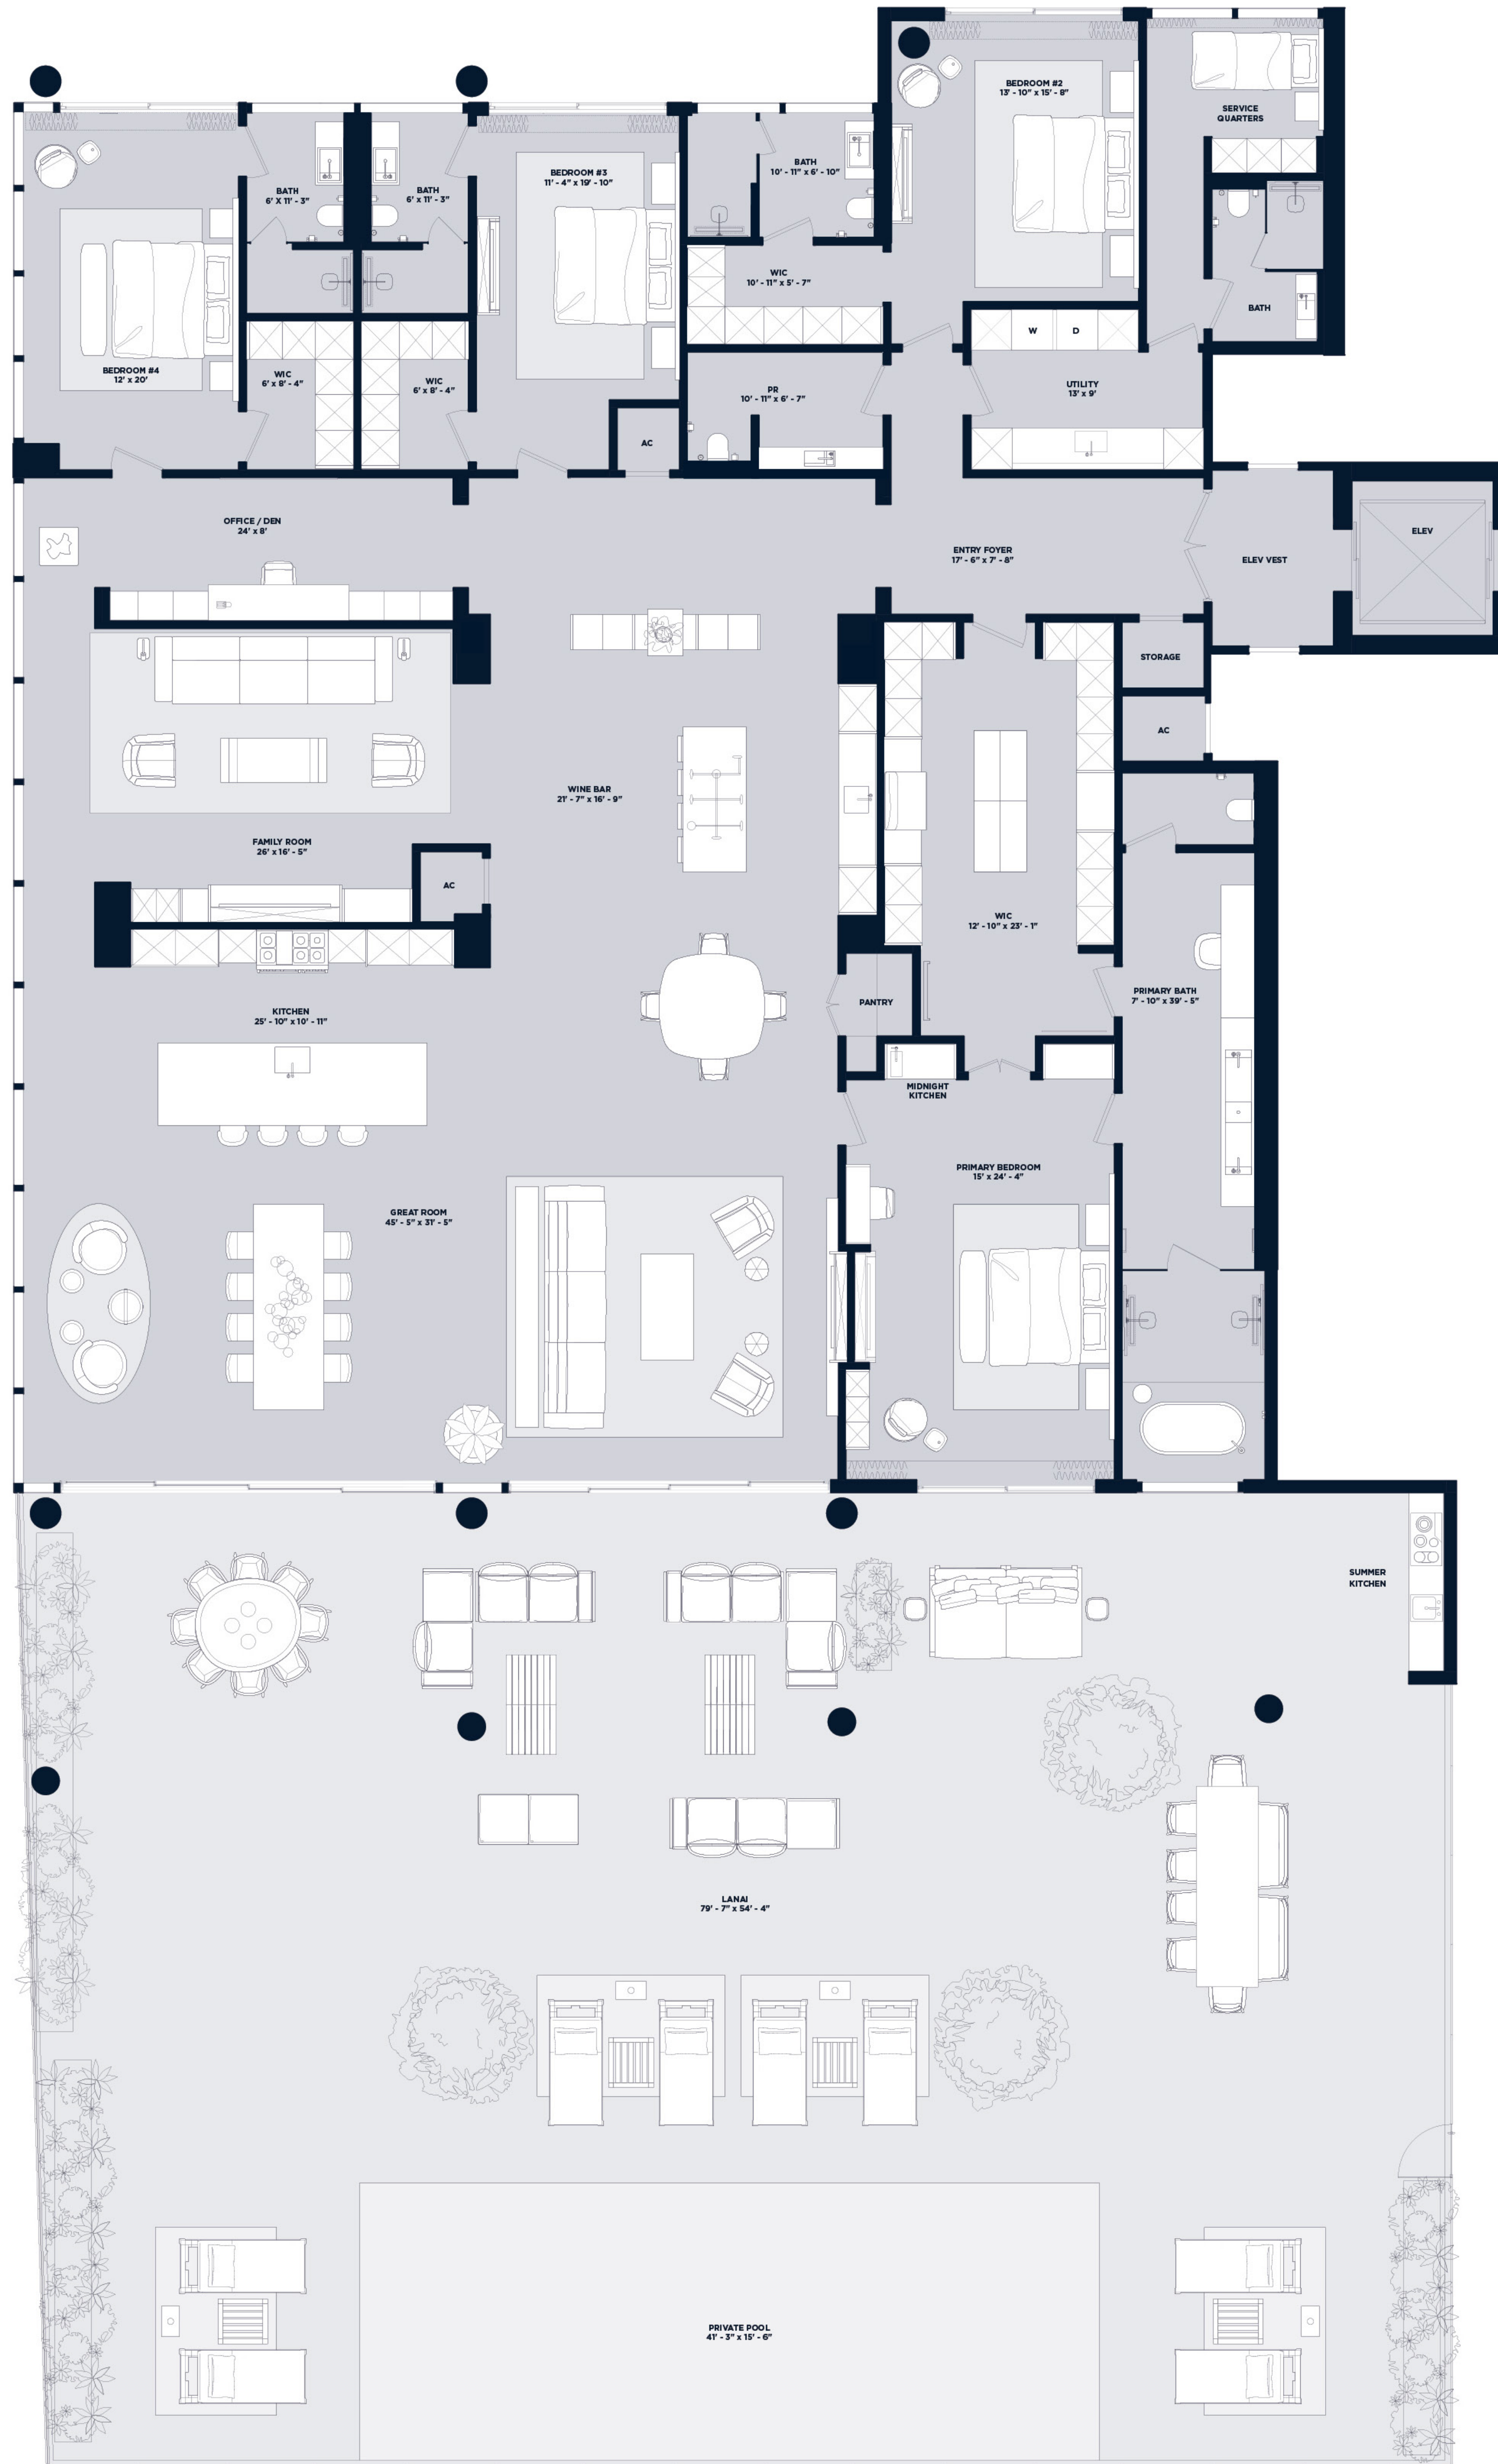 BEDROOM #2
13' - 10" x 15' - 8"
SERVICE
QUARTERS
BATH
10' - 11" x 6' - 10"
BEDROOM #3
11' - 4" x 19' - 10"
BATH
6' X 11' - 3"
BATH
6' x 11' - 3"
WIC
10' - 11" x 5' - 7"
BATH
W
D
BEDROOM #4
12' x 20'
WIC
6' x 8' - 4"
WIC
6' x 8' - 4"
PR
10' - 11" x 6' - 7"
UTILITY
13' x 9'
AC
OFFICE / DEN
24' x 8'
ENTRY FOYER
17' - 6" x 7' - 8"
ELEV VEST
ELEV
STORAGE
AC
WINE BAR
21' - 7" x 16' - 9"
FAMILY ROOM
26' x 16' - 5"
AC
WIC
12' - 10" x 23' - 1"
PRIMARY BATH
7' - 10" x 39' - 5"
PANTRY
KITCHEN
25' - 10" x 10' - 11"
MIDNIGHT
KITCHEN
PRIMARY BEDROOM
15' x 24' - 4"
GREAT ROOM
45' - 5" x 31' - 5"
SUMMER
KITCHEN
LANAI
79' - 7" x 54' - 4"
PRIVATE POOL
41' - 3" x 15' - 6"